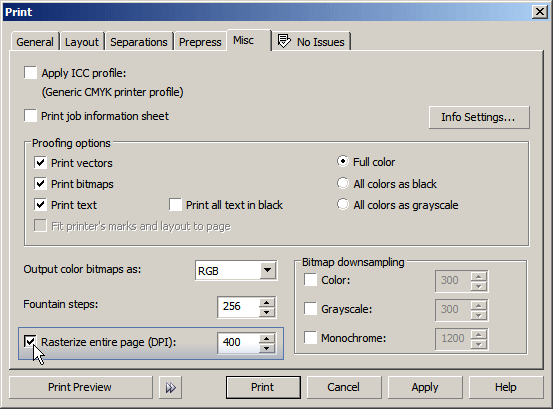 Print
General Layout Separations Prepress Misc No Issues
Apply ICC profile:
(Generic CMYK printer profile)
Print job information sheet
Info Settings...
Proofing options
Print vectors
Full color
Print bitmaps
All colors as black
Print text
Print all text in black
All colors as grayscale
Fit printer's marks and layout to page
Output color bitmaps as: RGB
Bitmap downsampling
Color: 300
Fountain steps: 256
Grayscale: 300
Rasterize entire page (DPI): 400
Monochrome: 1200
Print Preview Print Cancel Apply Help